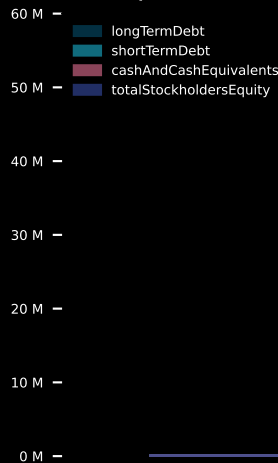 60 M
longTermDebt
shortTermDebt
cashAndCashEquivalents
totalStockholdersEquity
50 M
40 M
30 M
20 M
10 M
0 M